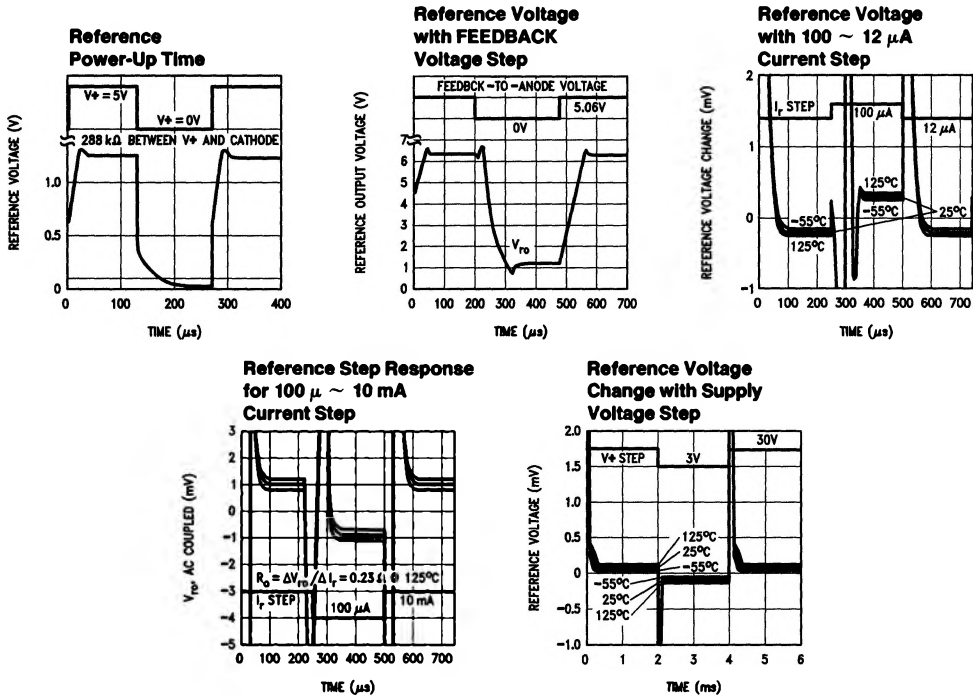 Reference
Power-Up Time
REFERENCE VOLTAGE (V)
V+ = 5V
V+ = 0V
288 kΩ BETWEEN V+ AND CATHODE
1.0
0.5
0
0 100 200 300 400
TIME (µs)
Reference Voltage
with FEEDBACK
Voltage Step
REFERENCE OUTPUT VOLTAGE (V)
FEEDBCK-TO-ANODE VOLTAGE
5.06V
0V
7
6
5
4
3
2
1
0
Vro
0 100 200 300 400 500 600 700
TIME (µs)
Reference Voltage
with 100 ~ 12 µA
Current Step
REFERENCE VOLTAGE CHANGE (mV)
2
1
0
-1
Ir STEP
100 µA
12 µA
125°C
-55°C
25°C
-55°C
125°C
0 100 200 300 400 500 600 700
TIME (µs)
Reference Step Response
for 100 µ ~ 10 mA
Current Step
Vro, AC COUPLED (mV)
3
2
1
0
-1
-2
-3
-4
-5
Ro = ΔVro/ΔIr = 0.23 Ω @ 125°C
Ir STEP
100 µA
10 mA
0 100 200 300 400 500 600 700
TIME (µs)
Reference Voltage
Change with Supply
Voltage Step
REFERENCE VOLTAGE (mV)
2.0
1.5
1.0
0.5
0
-0.5
-1.0
V+ STEP
3V
30V
125°C
25°C
-55°C
-55°C
25°C
125°C
0 1 2 3 4 5 6
TIME (ms)